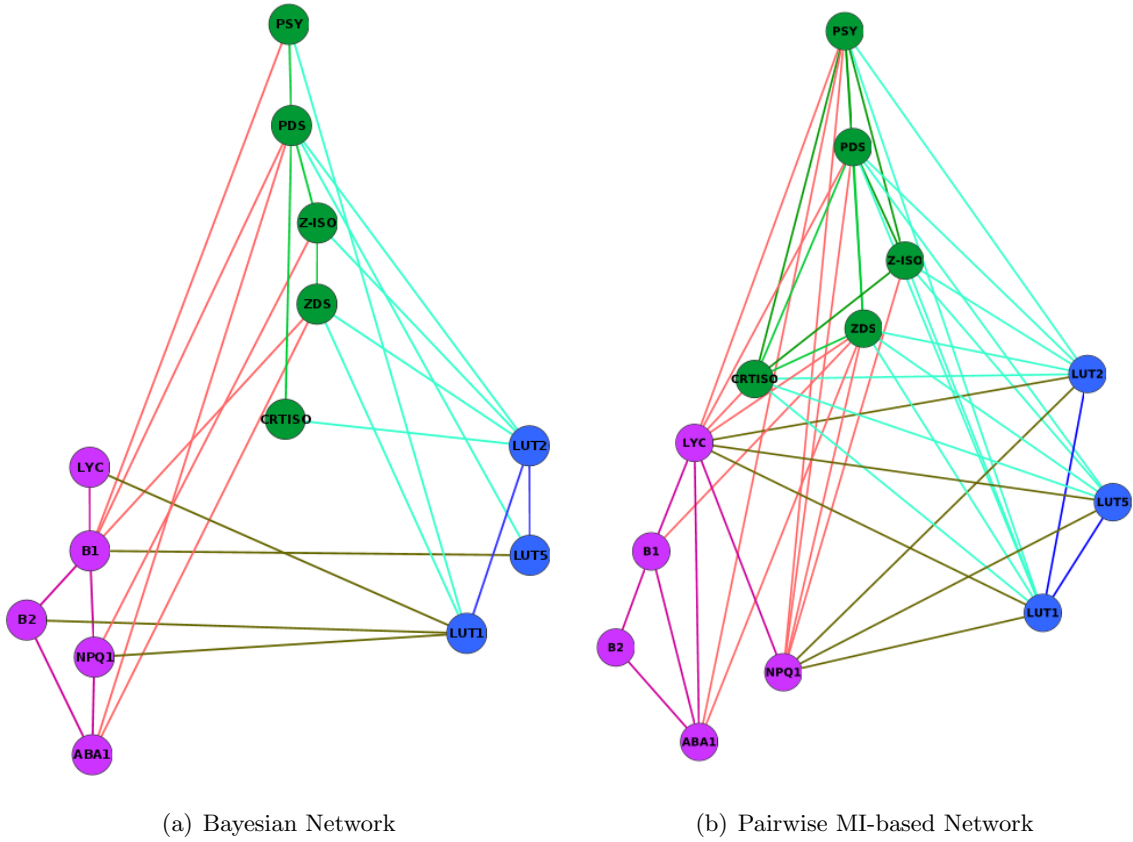 PSY
PDS
Z-ISO
ZDS
CRTISO
LYC
LUT2
B1
LUT5
B2
LUT1
NPQ1
ABA1
(a) Bayesian Network
PSY
PDS
Z-ISO
ZDS
CRTISO
LUT2
LYC
LUT5
B1
LUT1
B2
NPQ1
ABA1
(b) Pairwise MI-based Network